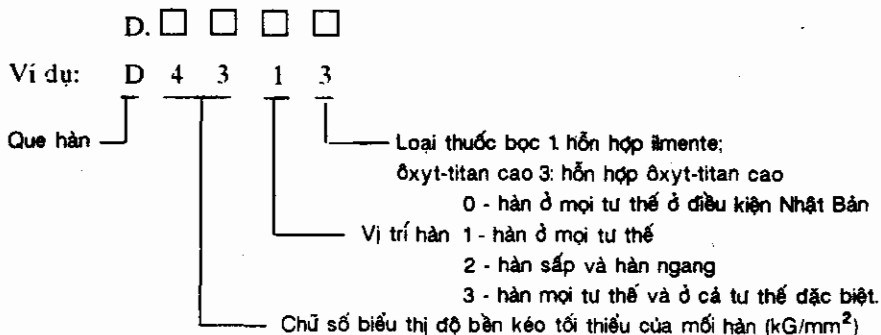 D. □ □ □ □
Ví dụ: D 4 3 1 3
Que hàn
Loại thuốc bọc 1 hỗn hợp ilmente;
ôxyt-titan cao 3: hỗn hợp ôxyt-titan cao
0 - hàn ở mọi tư thế ở điều kiện Nhật Bản
Vị trí hàn 1 - hàn ở mọi tư thế
2 - hàn sấp và hàn ngang
3 - hàn mọi tư thế và ở cả tư thế đặc biệt.
Chữ số biểu thị độ bền kéo tối thiểu của mối hàn (kG/mm²)